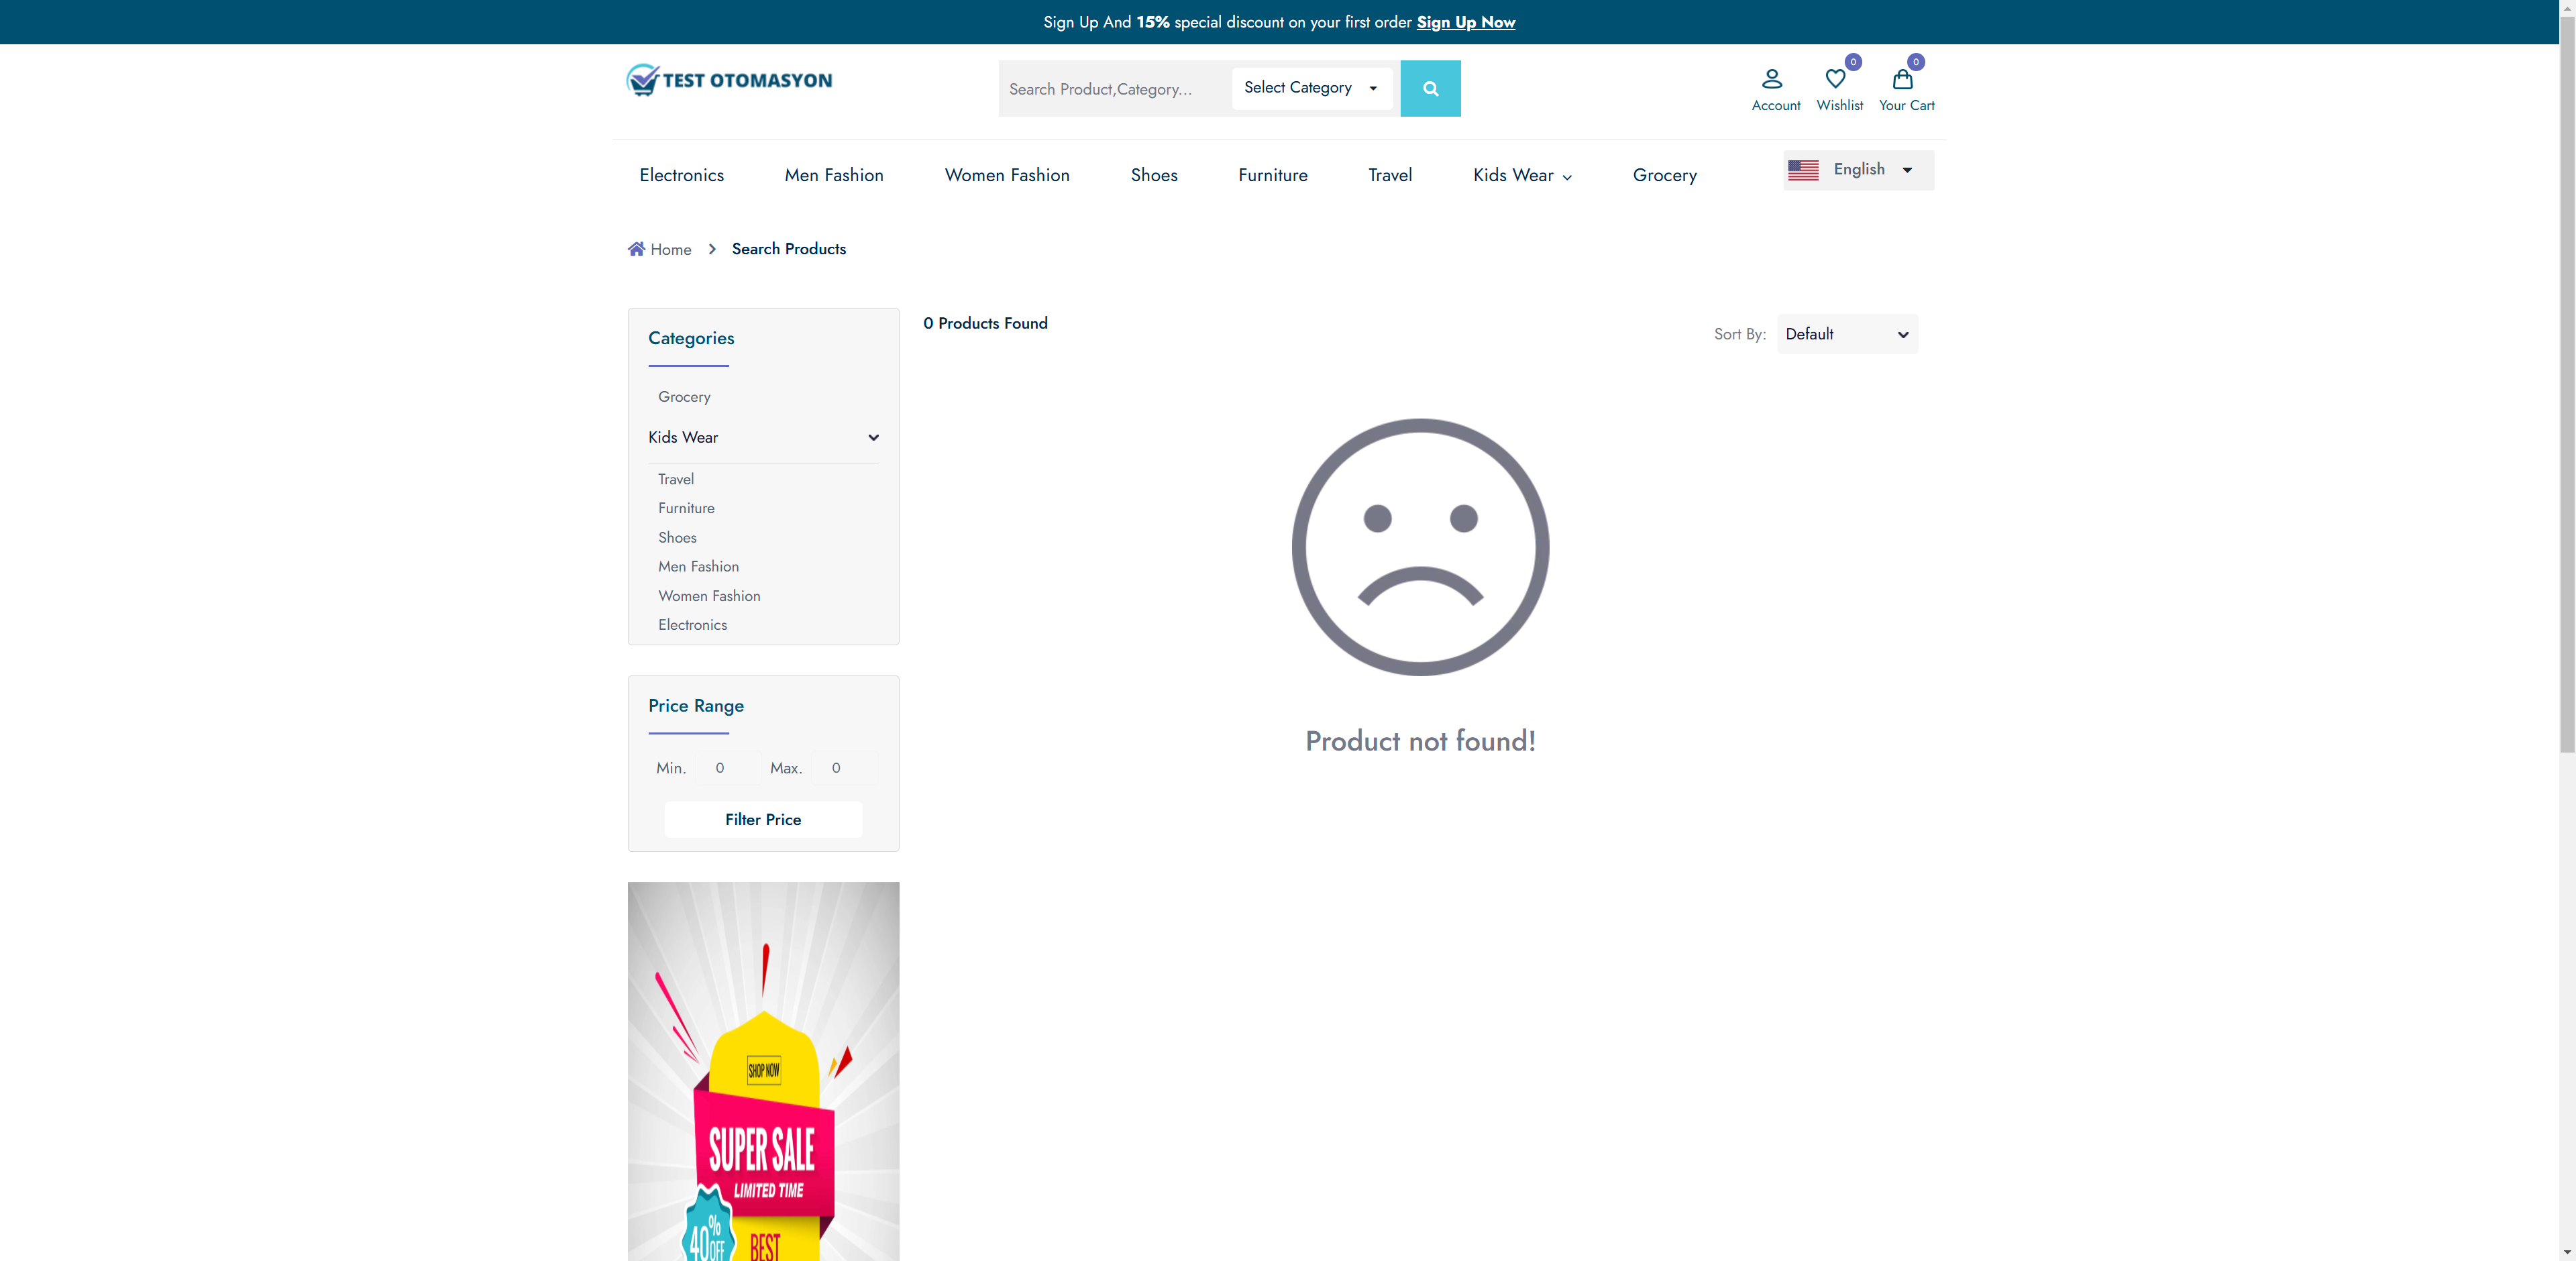 Sign Up And 15% special discount on your first order Sign Up Now
TEST OTOMASYON
Search Product,Category...
Select Category
0
0
Account
Wishlist
Your Cart
Electronics
Men Fashion
Women Fashion
Shoes
Furniture
Travel
Kids Wear
Grocery
English
Home
Search Products
Categories
Grocery
Kids Wear
Travel
Furniture
Shoes
Men Fashion
Women Fashion
Electronics
0 Products Found
Sort By:
Default
Product not found!
Price Range
Min.
0
Max.
0
Filter Price
SHOP NOW
SUPER SALE
LIMITED TIME
40% OFF
BEST